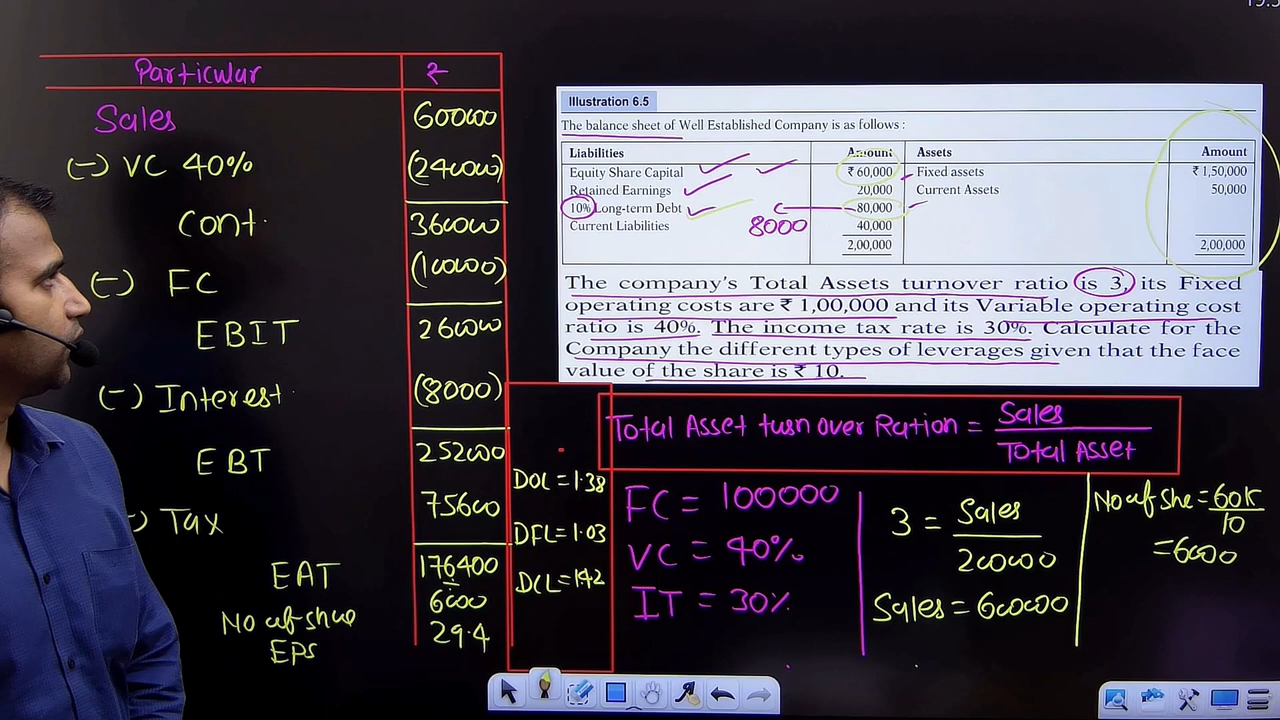 Particular ₹
Sales 600000
(-) VC 40% (240000)
Cont. 360000
(-) FC (100000)
EBIT 260000
(-) Interest (8000)
EBT 252000
) Tax 75600
EAT 176400
No of share 6000
EPS 29.4
DOL = 1.38
DFL = 1.03
DCL = 1.42
Illustration 6.5
The balance sheet of Well Established Company is as follows :
Liabilities Amount Assets Amount
Equity Share Capital ₹ 60,000 Fixed assets ₹ 1,50,000
Retained Earnings 20,000 Current Assets 50,000
10% Long-term Debt 80,000
8000
Current Liabilities 40,000
2,00,000 2,00,000
The company's Total Assets turnover ratio is 3, its Fixed
operating costs are ₹ 1,00,000 and its Variable operating cost
ratio is 40%. The income tax rate is 30%. Calculate for the
Company the different types of leverages given that the face
value of the share is ₹ 10.
Total Asset turn over Ration = Sales
Total Asset
FC = 100000
VC = 40%
IT = 30%
3 = Sales
200000
Sales = 600000
No of She = 60K
10
= 6000